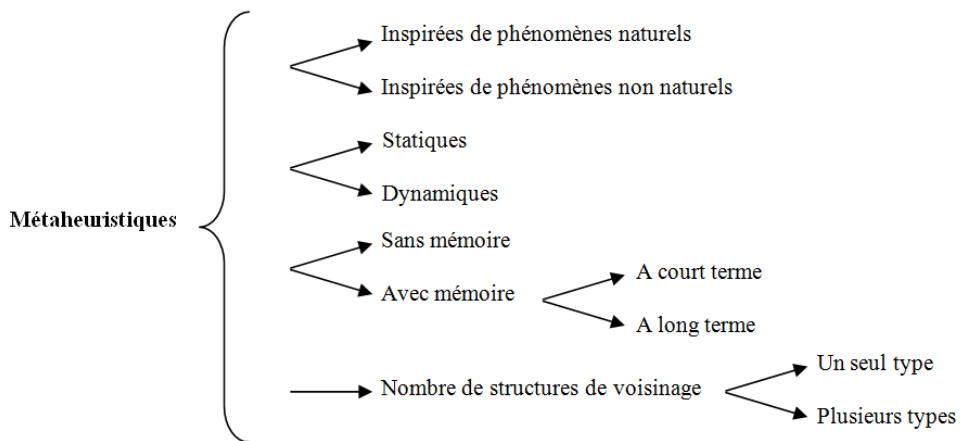 Inspirées de phénomènes naturels
Inspirées de phénomènes non naturels
Statiques
Dynamiques
Métaheuristiques
Sans mémoire
Avec mémoire
A court terme
A long terme
Nombre de structures de voisinage
Un seul type
Plusieurs types